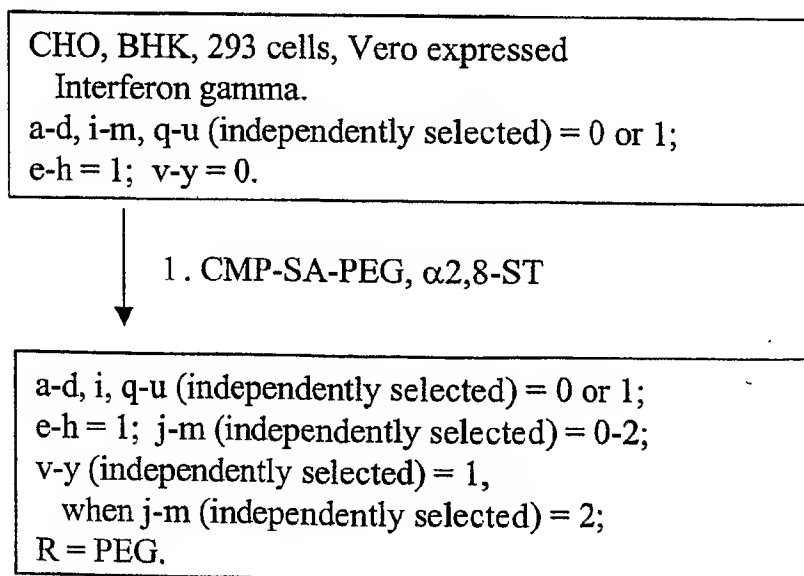 CHO, BHK, 293 cells, Vero expressed
Interferon gamma.
a-d, i-m, q-u (independently selected) = 0 or 1;
e-h = 1; v-y = 0.
1. CMP-SA-PEG, α2,8-ST
a-d, i, q-u (independently selected) = 0 or 1;
e-h = 1; j-m (independently selected) = 0-2;
v-y (independently selected) = 1,
when j-m (independently selected) = 2;
R = PEG.